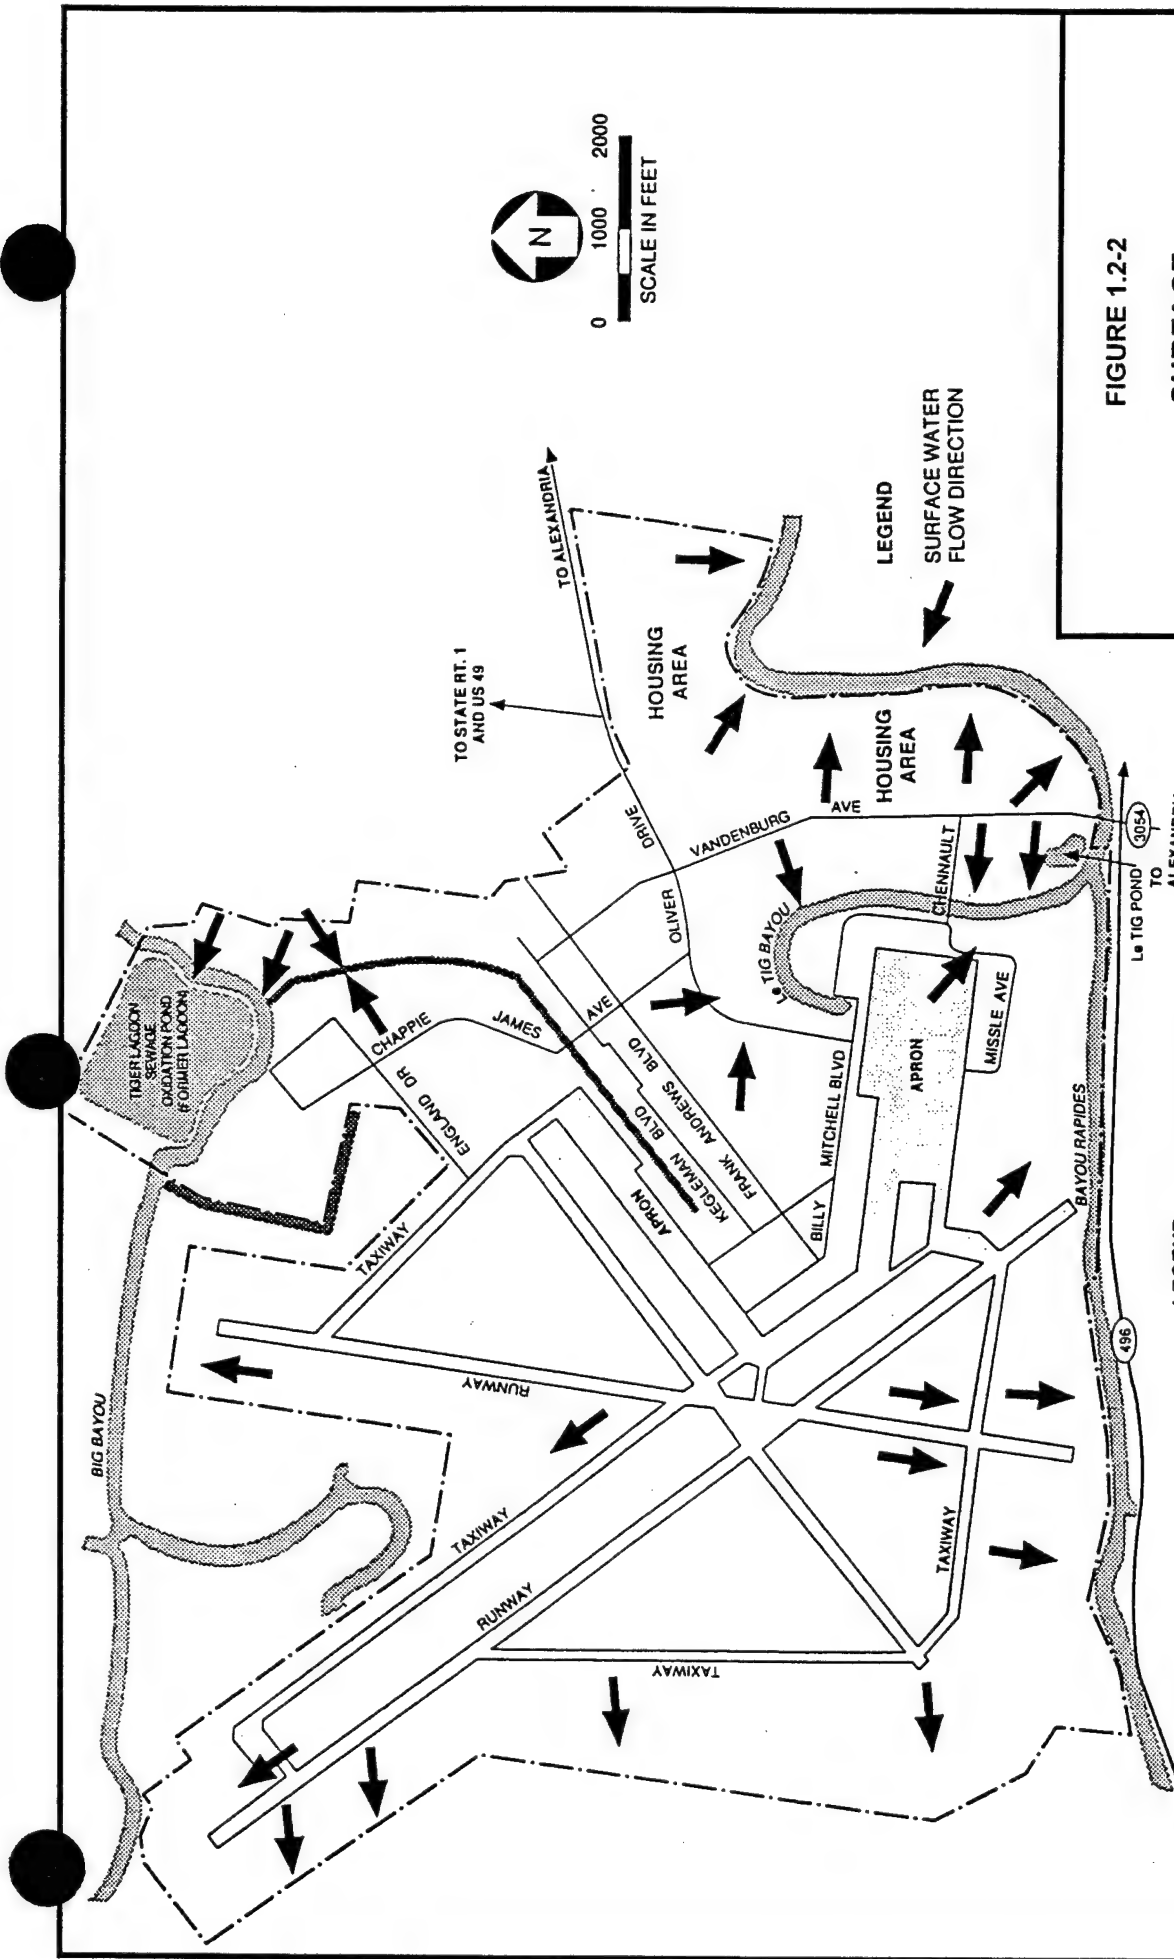 TIGER LAGOON
SEWAGE
OXIDATION POND
(FORMER LAGOON)
BIG BAYOU
CHAPPIE
JAMES
AVE
ENGLAND DR
TAXIWAY
RUNWAY
TAXIWAY
RUNWAY
TAXIWAY
TAXIWAY
APRON
KEGLEMAN BLVD
FRANK ANDREWS BLVD
OLIVER
DRIVE
VANDENBURG
AVE
TO STATE RT. 1
AND US 49
TO ALEXANDRIA
HOUSING
AREA
HOUSING
AREA
Le TIG BAYOU
BILLY
MITCHELL BLVD
APRON
MISSLE AVE
CHENNAULT
BAYOU RAPIDES
496
3054
Le TIG POND
TO
N
0
1000
2000
SCALE IN FEET
LEGEND
SURFACE WATER
FLOW DIRECTION
FIGURE 1.2-2